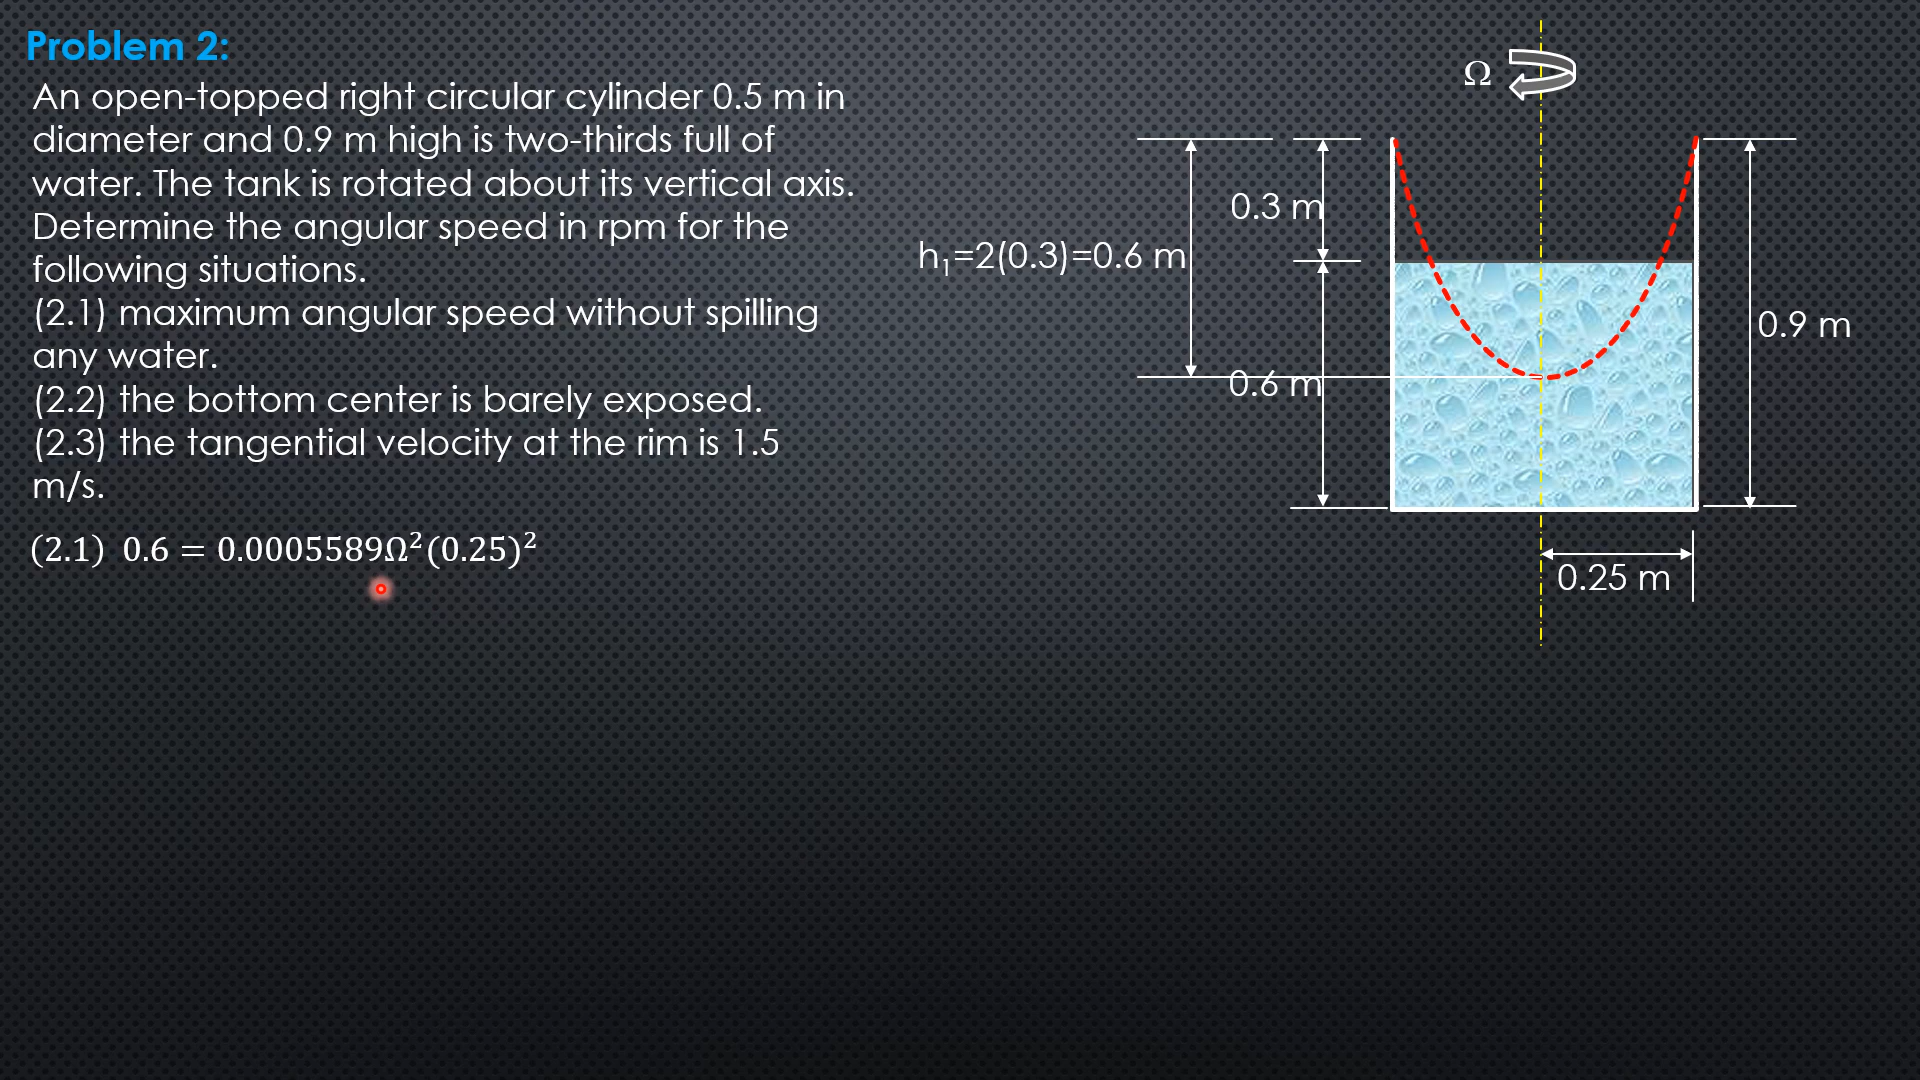 Problem 2:
An open-topped right circular cylinder 0.5 m in
diameter and 0.9 m high is two-thirds full of
water. The tank is rotated about its vertical axis.
Determine the angular speed in rpm for the
following situations.
(2.1) maximum angular speed without spilling
any water.
(2.2) the bottom center is barely exposed.
(2.3) the tangential velocity at the rim is 1.5
m/s.
(2.1) 0.6 = 0.0005589Ω²(0.25)²
Ω
0.3 m
h₁=2(0.3)=0.6 m
0.9 m
0.6 m
0.25 m